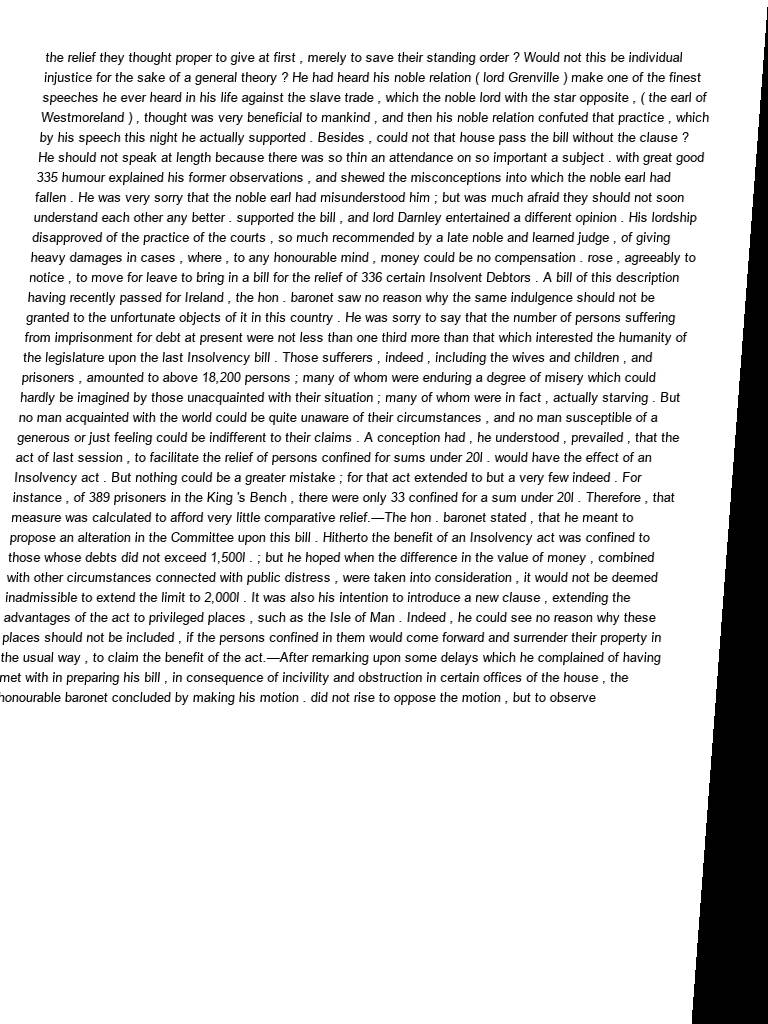 the relief they thought proper to give at first , merely to save their standing order ? Would not this be individual
injustice for the sake of a general theory ? He had heard his noble relation ( lord Grenville ) make one of the finest
speeches he ever heard in his life against the slave trade , which the noble lord with the star opposite , ( the earl of
Westmoreland ) , thought was very beneficial to mankind , and then his noble relation confuted that practice , which
by his speech this night he actually supported . Besides , could not that house pass the bill without the clause ?
He should not speak at length because there was so thin an attendance on so important a subject . with great good
335 humour explained his former observations , and shewed the misconceptions into which the noble earl had
fallen . He was very sorry that the noble earl had misunderstood him ; but was much afraid they should not soon
understand each other any better . supported the bill , and lord Darnley entertained a different opinion . His lordship
disapproved of the practice of the courts , so much recommended by a late noble and learned judge , of giving
heavy damages in cases , where , to any honourable mind , money could be no compensation . rose , agreeably to
notice , to move for leave to bring in a bill for the relief of 336 certain Insolvent Debtors . A bill of this description
having recently passed for Ireland , the hon . baronet saw no reason why the same indulgence should not be
granted to the unfortunate objects of it in this country . He was sorry to say that the number of persons suffering
from imprisonment for debt at present were not less than one third more than that which interested the humanity of
the legislature upon the last Insolvency bill . Those sufferers , indeed , including the wives and children , and
prisoners , amounted to above 18,200 persons ; many of whom were enduring a degree of misery which could
hardly be imagined by those unacquainted with their situation ; many of whom were in fact , actually starving . But
no man acquainted with the world could be quite unaware of their circumstances , and no man susceptible of a
generous or just feeling could be indifferent to their claims . A conception had , he understood , prevailed , that the
act of last session , to facilitate the relief of persons confined for sums under 20l . would have the effect of an
Insolvency act . But nothing could be a greater mistake ; for that act extended to but a very few indeed . For
instance , of 389 prisoners in the King 's Bench , there were only 33 confined for a sum under 20l . Therefore , that
measure was calculated to afford very little comparative relief.—The hon . baronet stated , that he meant to
propose an alteration in the Committee upon this bill . Hitherto the benefit of an Insolvency act was confined to
those whose debts did not exceed 1,500l . ; but he hoped when the difference in the value of money , combined
with other circumstances connected with public distress , were taken into consideration , it would not be deemed
inadmissible to extend the limit to 2,000l . It was also his intention to introduce a new clause , extending the
advantages of the act to privileged places , such as the Isle of Man . Indeed , he could see no reason why these
places should not be included , if the persons confined in them would come forward and surrender their property in
the usual way , to claim the benefit of the act.—After remarking upon some delays which he complained of having
met with in preparing his bill , in consequence of incivility and obstruction in certain offices of the house , the
honourable baronet concluded by making his motion . did not rise to oppose the motion , but to observe